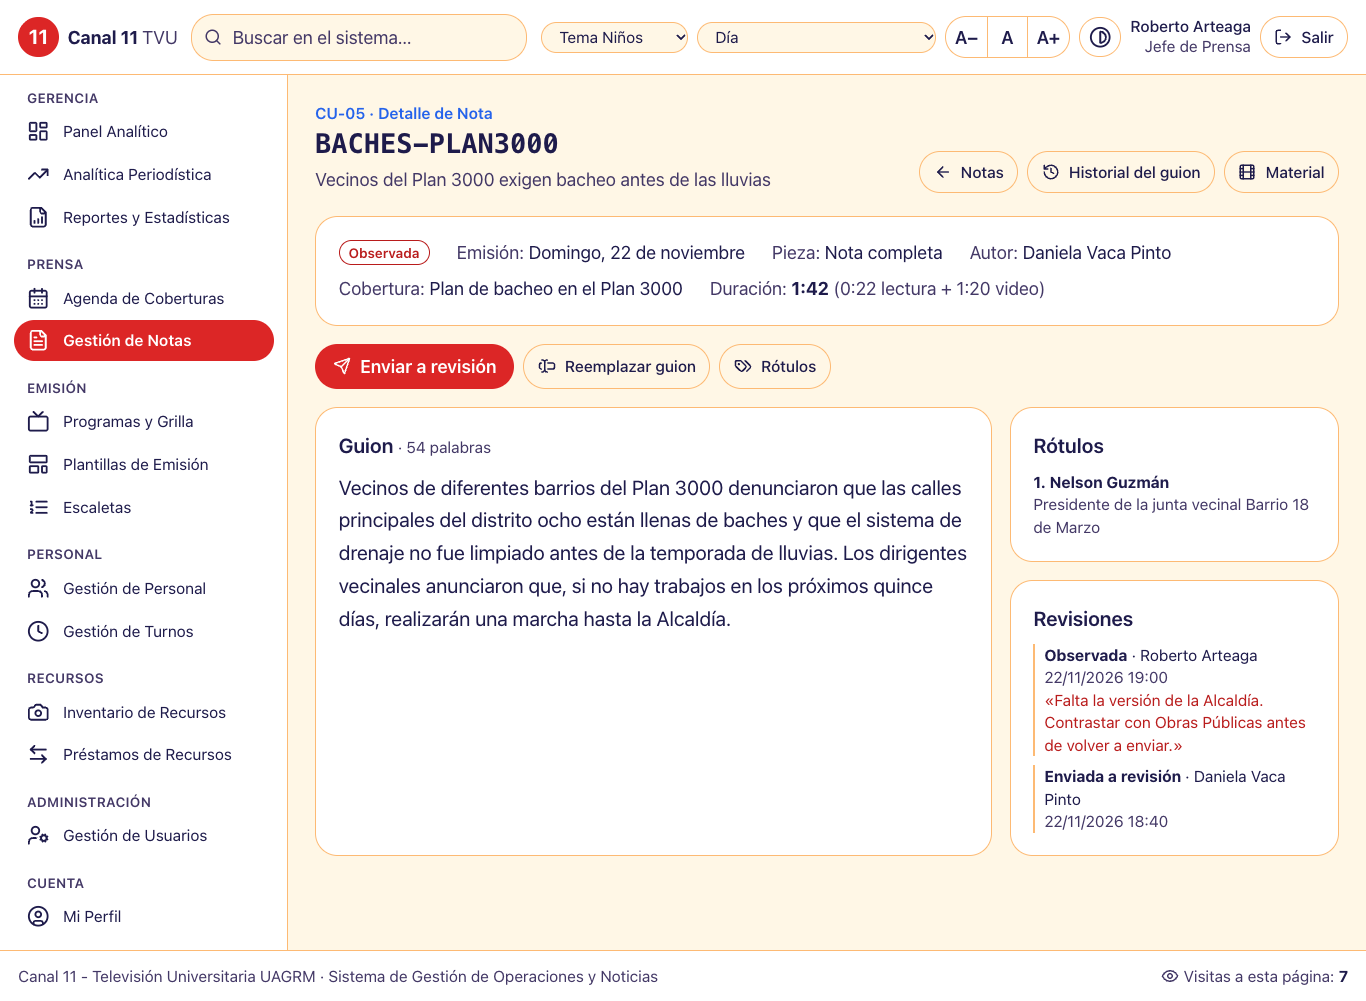 11 Canal 11 TVU
Buscar en el sistema...
Tema Niños
Día
A−
A
A+
Roberto Arteaga
Jefe de Prensa
Salir
GERENCIA
Panel Analítico
Analítica Periodística
Reportes y Estadísticas
PRENSA
Agenda de Coberturas
Gestión de Notas
EMISIÓN
Programas y Grilla
Plantillas de Emisión
Escaletas
PERSONAL
Gestión de Personal
Gestión de Turnos
RECURSOS
Inventario de Recursos
Préstamos de Recursos
ADMINISTRACIÓN
Gestión de Usuarios
CUENTA
Mi Perfil
CU-05 · Detalle de Nota
BACHES–PLAN3000
Vecinos del Plan 3000 exigen bacheo antes de las lluvias
Notas
Historial del guion
Material
Observada Emisión: Domingo, 22 de noviembre Pieza: Nota completa Autor: Daniela Vaca Pinto
Cobertura: Plan de bacheo en el Plan 3000 Duración: 1:42 (0:22 lectura + 1:20 video)
Enviar a revisión
Reemplazar guion
Rótulos
Guion · 54 palabras
Vecinos de diferentes barrios del Plan 3000 denunciaron que las calles
principales del distrito ocho están llenas de baches y que el sistema de
drenaje no fue limpiado antes de la temporada de lluvias. Los dirigentes
vecinales anunciaron que, si no hay trabajos en los próximos quince
días, realizarán una marcha hasta la Alcaldía.
Rótulos
1. Nelson Guzmán
Presidente de la junta vecinal Barrio 18
de Marzo
Revisiones
Observada · Roberto Arteaga
22/11/2026 19:00
«Falta la versión de la Alcaldía.
Contrastar con Obras Públicas antes
de volver a enviar.»
Enviada a revisión · Daniela Vaca
Pinto
22/11/2026 18:40
Canal 11 - Televisión Universitaria UAGRM · Sistema de Gestión de Operaciones y Noticias
Visitas a esta página: 7